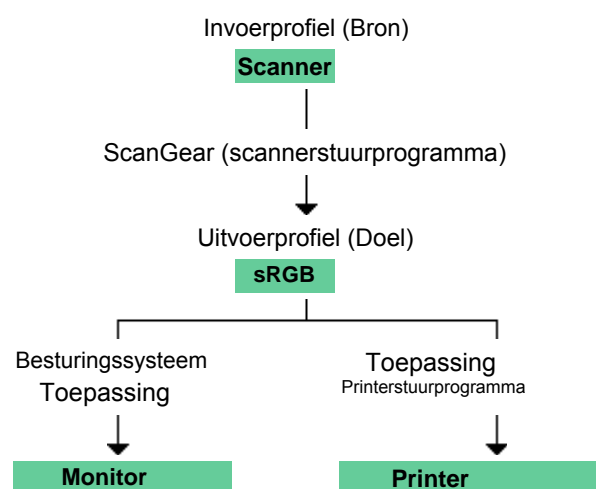 Invoerprofiel (Bron)
Scanner
ScanGear (scannerstuurprogramma)
Uitvoerprofiel (Doel)
sRGB
Besturingssysteem
Toepassing
Toepassing
Printerstuurprogramma
Monitor
Printer